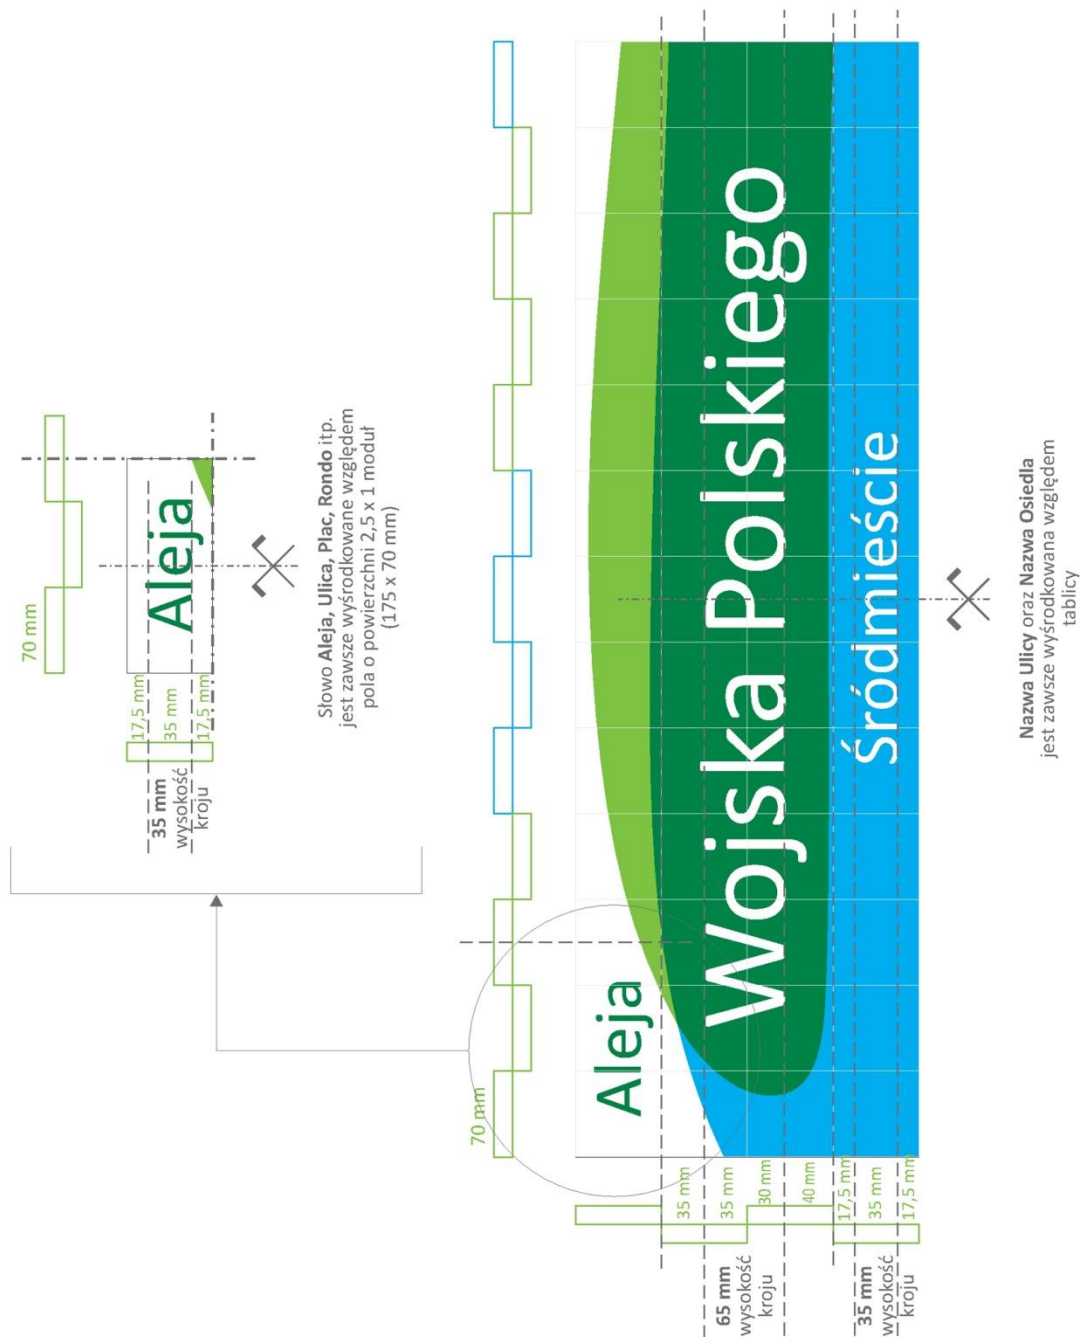 70 mm
17,5 mm
35 mm
17,5 mm
35 mm
wysokość
kroju
Aleja
Słowo Aleja, Ulica, Plac, Rondo itp.
jest zawsze wyśrodkowane względem
pola o powierzchni 2,5 x 1 moduł
(175 x 70 mm)
70 mm
Aleja
Wojska Polskiego
Śródmieście
35 mm
35 mm
30 mm
40 mm
17,5 mm
35 mm
17,5 mm
65 mm
wysokość
kroju
35 mm
wysokość
kroju
Nazwa Ulicy oraz Nazwa Osiedla
jest zawsze wyśrodkowana względem
tablicy